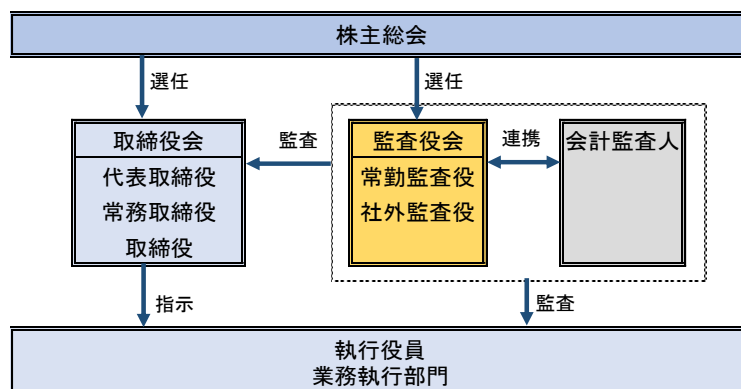 株主総会
選任
選任
取締役会
代表取締役
常務取締役
取締役
監査
監査役会
常勤監査役
社外監査役
連携
会計監査人
指示
監査
執行役員
業務執行部門